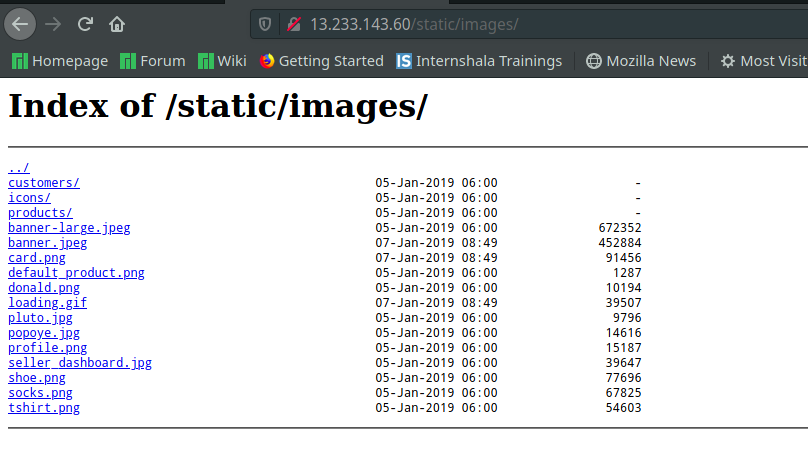 13.233.143.60/static/images/
Homepage Forum Wiki Getting Started IS Internshala Trainings Mozilla News Most Visit
Index of /static/images/
../
customers/ 05-Jan-2019 06:00 -
icons/ 05-Jan-2019 06:00 -
products/ 05-Jan-2019 06:00 -
banner-large.jpeg 05-Jan-2019 06:00 672352
banner.jpeg 07-Jan-2019 08:49 452884
card.png 07-Jan-2019 08:49 91456
default_product.png 05-Jan-2019 06:00 1287
donald.png 05-Jan-2019 06:00 10194
loading.gif 07-Jan-2019 08:49 39507
pluto.jpg 05-Jan-2019 06:00 9796
popoye.jpg 05-Jan-2019 06:00 14616
profile.png 05-Jan-2019 06:00 15187
seller_dashboard.jpg 05-Jan-2019 06:00 39647
shoe.png 05-Jan-2019 06:00 77696
socks.png 05-Jan-2019 06:00 67825
tshirt.png 05-Jan-2019 06:00 54603